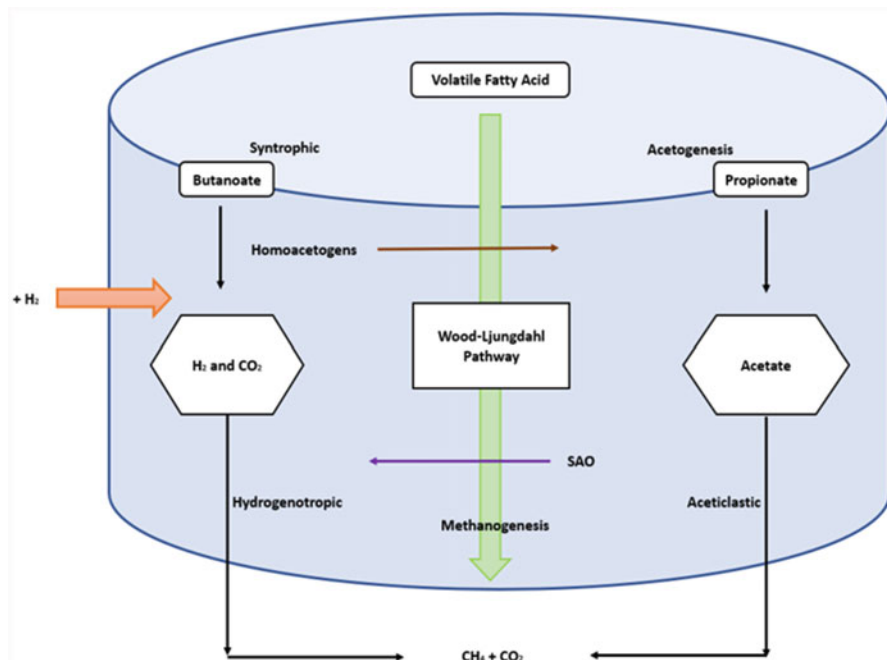 Volatile Fatty Acid
Syntrophic
Acetogenesis
Butanoate
Propionate
Homoacetogens
+ H₂
Wood-Ljungdahl
Pathway
H₂ and CO₂
Acetate
SAO
Hydrogenotropic
Aceticlastic
Methanogenesis
CH₄ + CO₂